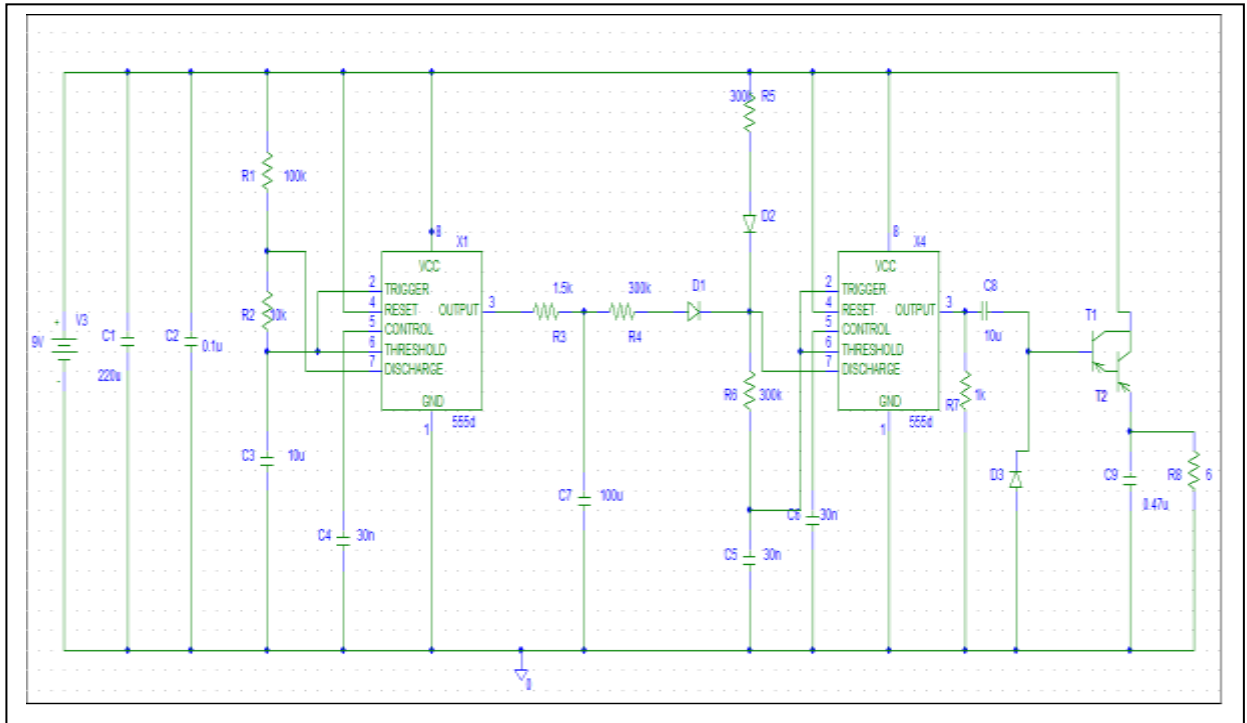 300k R5
R1 100k
D2
8 X1
8 X4
VCC
VCC
2 TRIGGER
4 RESET
5 CONTROL
6 THRESHOLD
7 DISCHARGE
OUTPUT 3
GND
1 555d
1.5k
R3
300k
R4
D1
2 TRIGGER
4 RESET
5 CONTROL
6 THRESHOLD
7 DISCHARGE
OUTPUT 3
GND
1 555d
C8
10u
T1
T2
+ V3
9V
-
C1
220u
C2
0.1u
R2
R6 300k
R7 1k
C3 10u
C4 30n
C7 100u
C5 30n
C6 30n
D3
C9
0.47u
R8 6
0